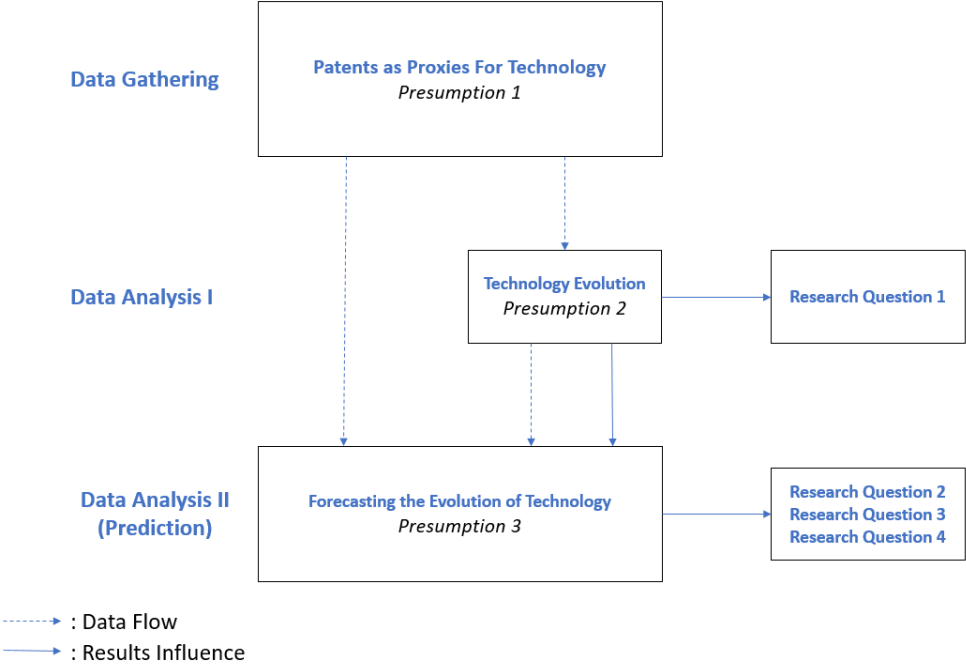 Data Gathering
Patents as Proxies For Technology
Presumption 1
Data Analysis I
Technology Evolution
Presumption 2
Research Question 1
Data Analysis II
(Prediction)
Forecasting the Evolution of Technology
Presumption 3
Research Question 2
Research Question 3
Research Question 4
: Data Flow
: Results Influence